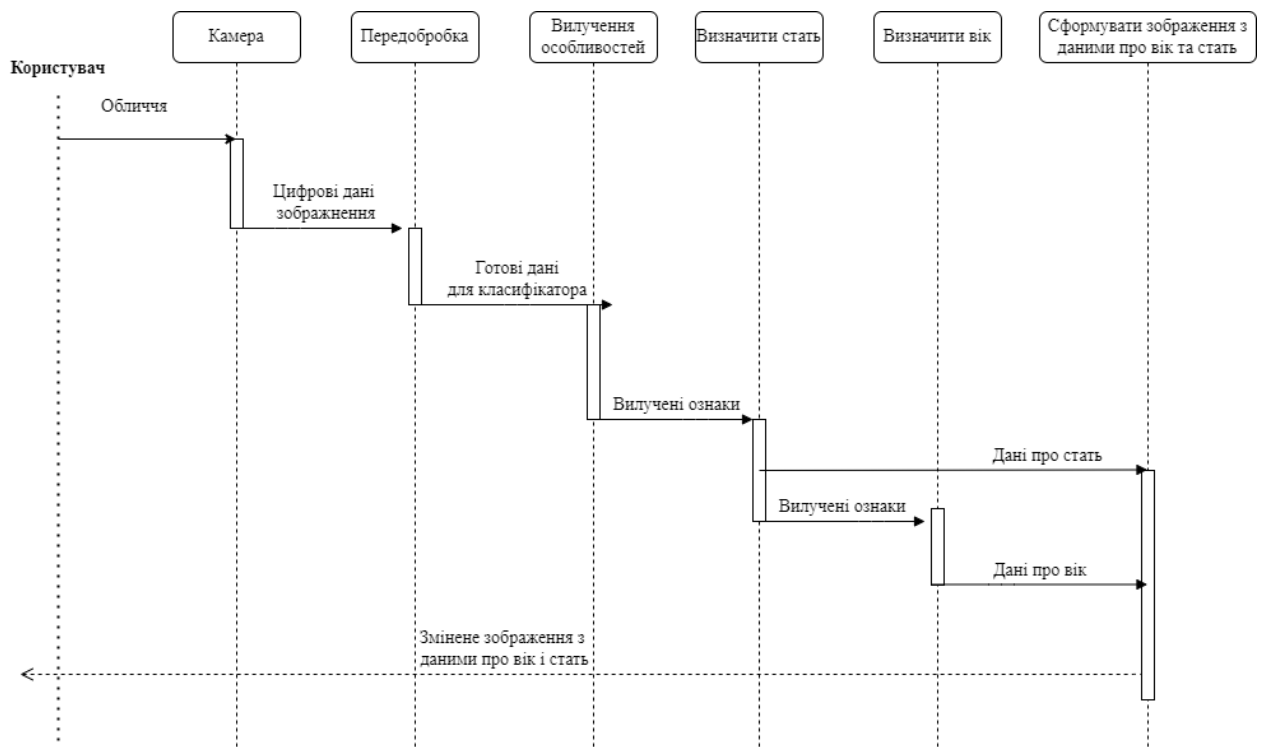 Камера
Передобробка
Вилучення
особливостей
Визначити стать
Визначити вік
Сформувати зображення з
даними про вік та стать
Користувач
Обличчя
Цифрові дані
зображнення
Готові дані
для класифікатора
Вилучені ознаки
Дані про стать
Вилучені ознаки
Дані про вік
Змінене зображення з
даними про вік і стать